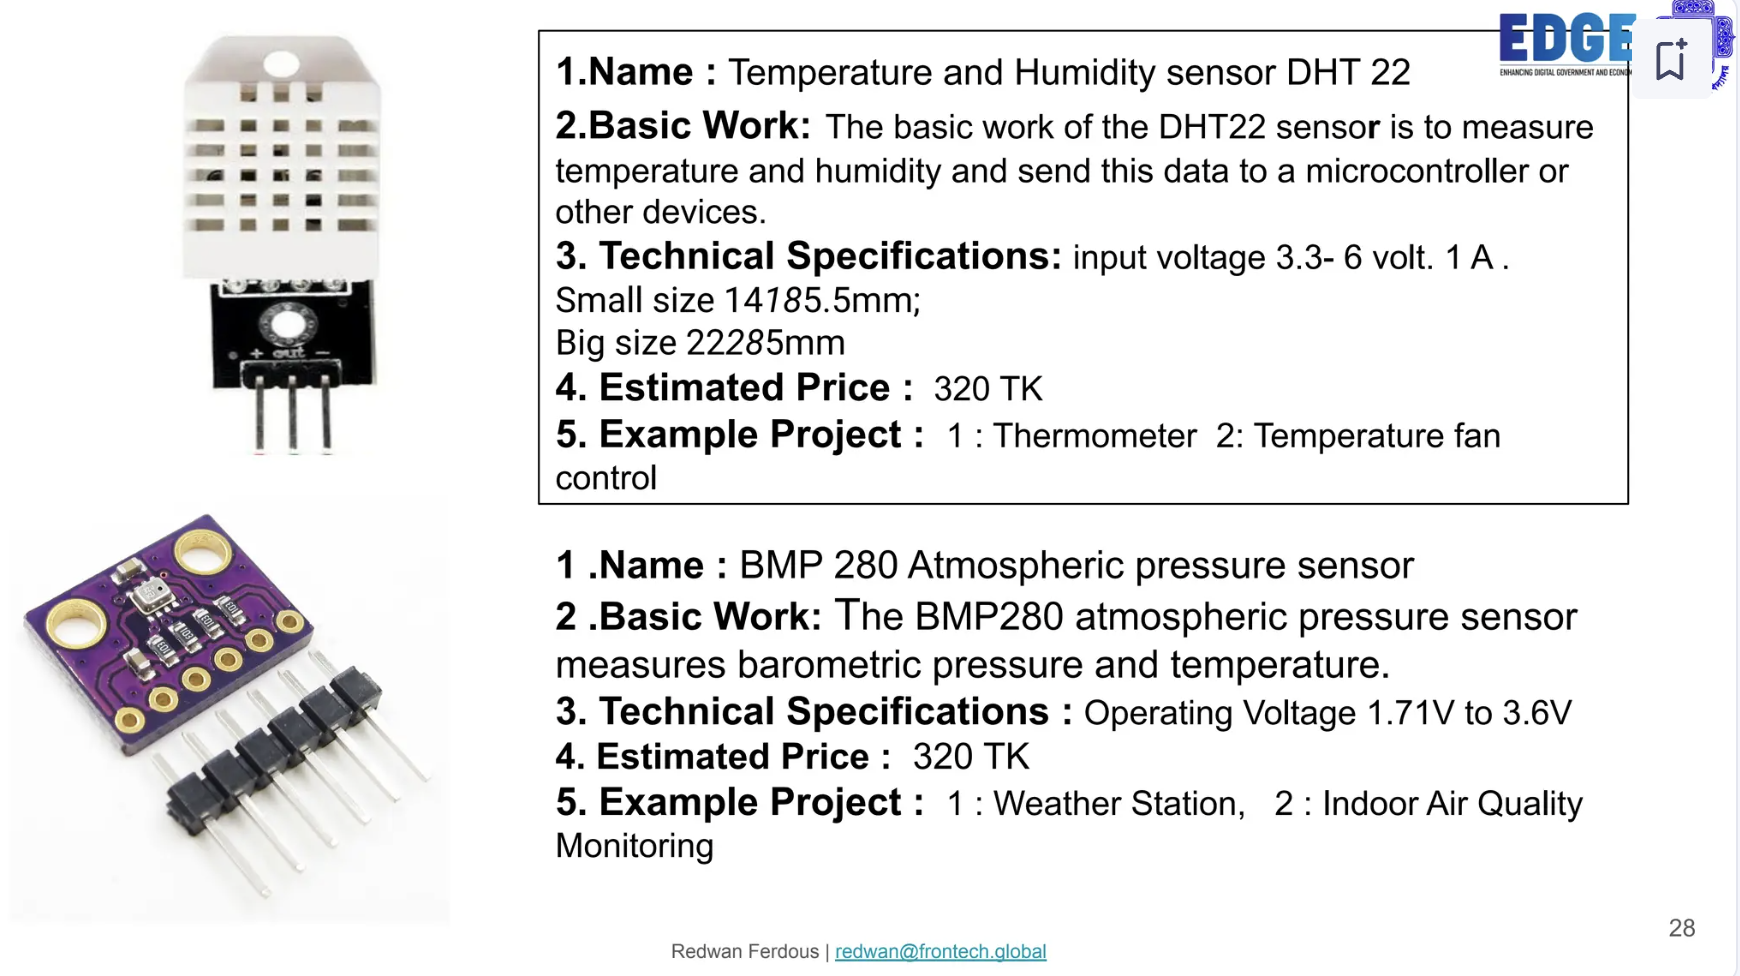 EDGE
ENHANCING DIGITAL GOVERNMENT AND ECONO
1.Name : Temperature and Humidity sensor DHT 22
2.Basic Work: The basic work of the DHT22 sensor is to measure
temperature and humidity and send this data to a microcontroller or
other devices.
3. Technical Specifications: input voltage 3.3- 6 volt. 1 A .
Small size 14185.5mm;
Big size 22285mm
4. Estimated Price : 320 TK
5. Example Project : 1 : Thermometer 2: Temperature fan
control
+ out −
1 .Name : BMP 280 Atmospheric pressure sensor
2 .Basic Work: The BMP280 atmospheric pressure sensor
measures barometric pressure and temperature.
3. Technical Specifications : Operating Voltage 1.71V to 3.6V
4. Estimated Price : 320 TK
5. Example Project : 1 : Weather Station, 2 : Indoor Air Quality
Monitoring
28
Redwan Ferdous | redwan@frontech.global